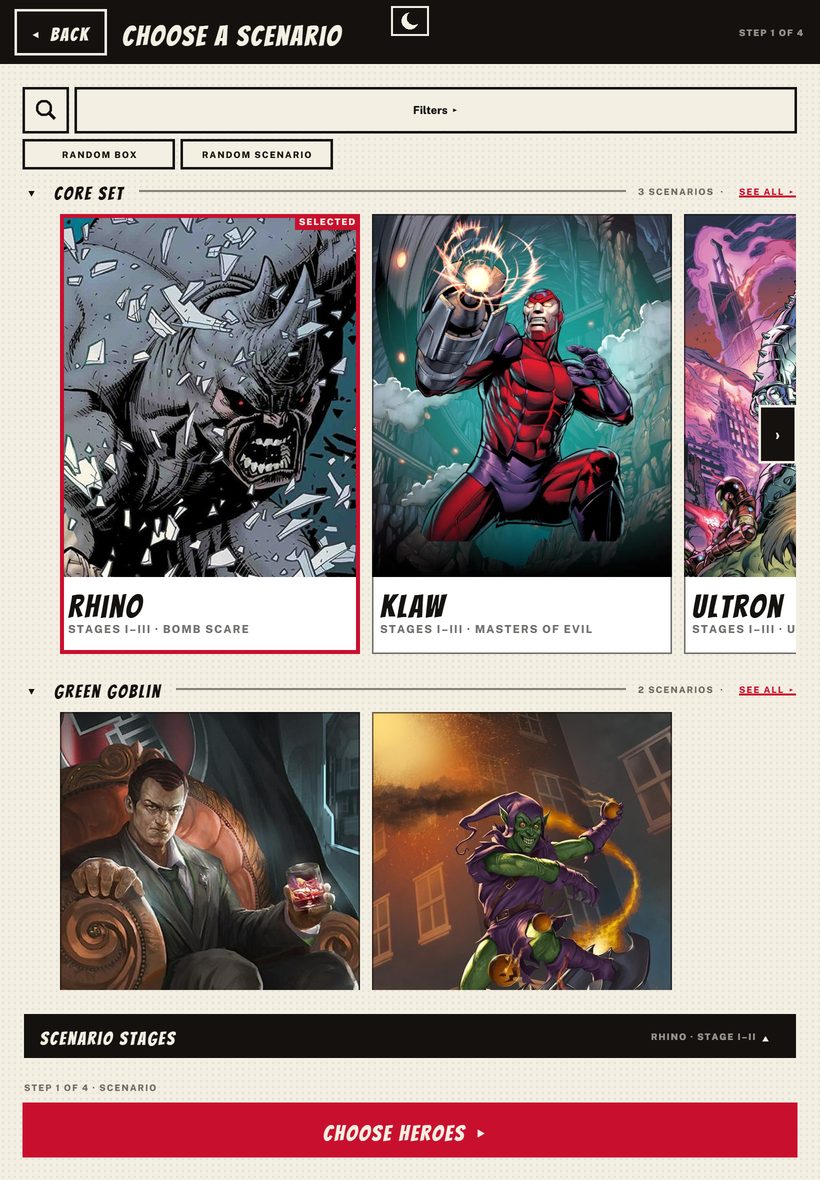 ◂ BACK
CHOOSE A SCENARIO
STEP 1 OF 4
Filters ▸
RANDOM BOX
RANDOM SCENARIO
▼ CORE SET
3 SCENARIOS ·
SEE ALL ▸
SELECTED
RHINO
STAGES I–III · BOMB SCARE
KLAW
STAGES I–III · MASTERS OF EVIL
ULTRON
STAGES I–III · U
›
▼ GREEN GOBLIN
2 SCENARIOS ·
SEE ALL ▸
SCENARIO STAGES
RHINO · STAGE I–II ▲
STEP 1 OF 4 · SCENARIO
CHOOSE HEROES ▸